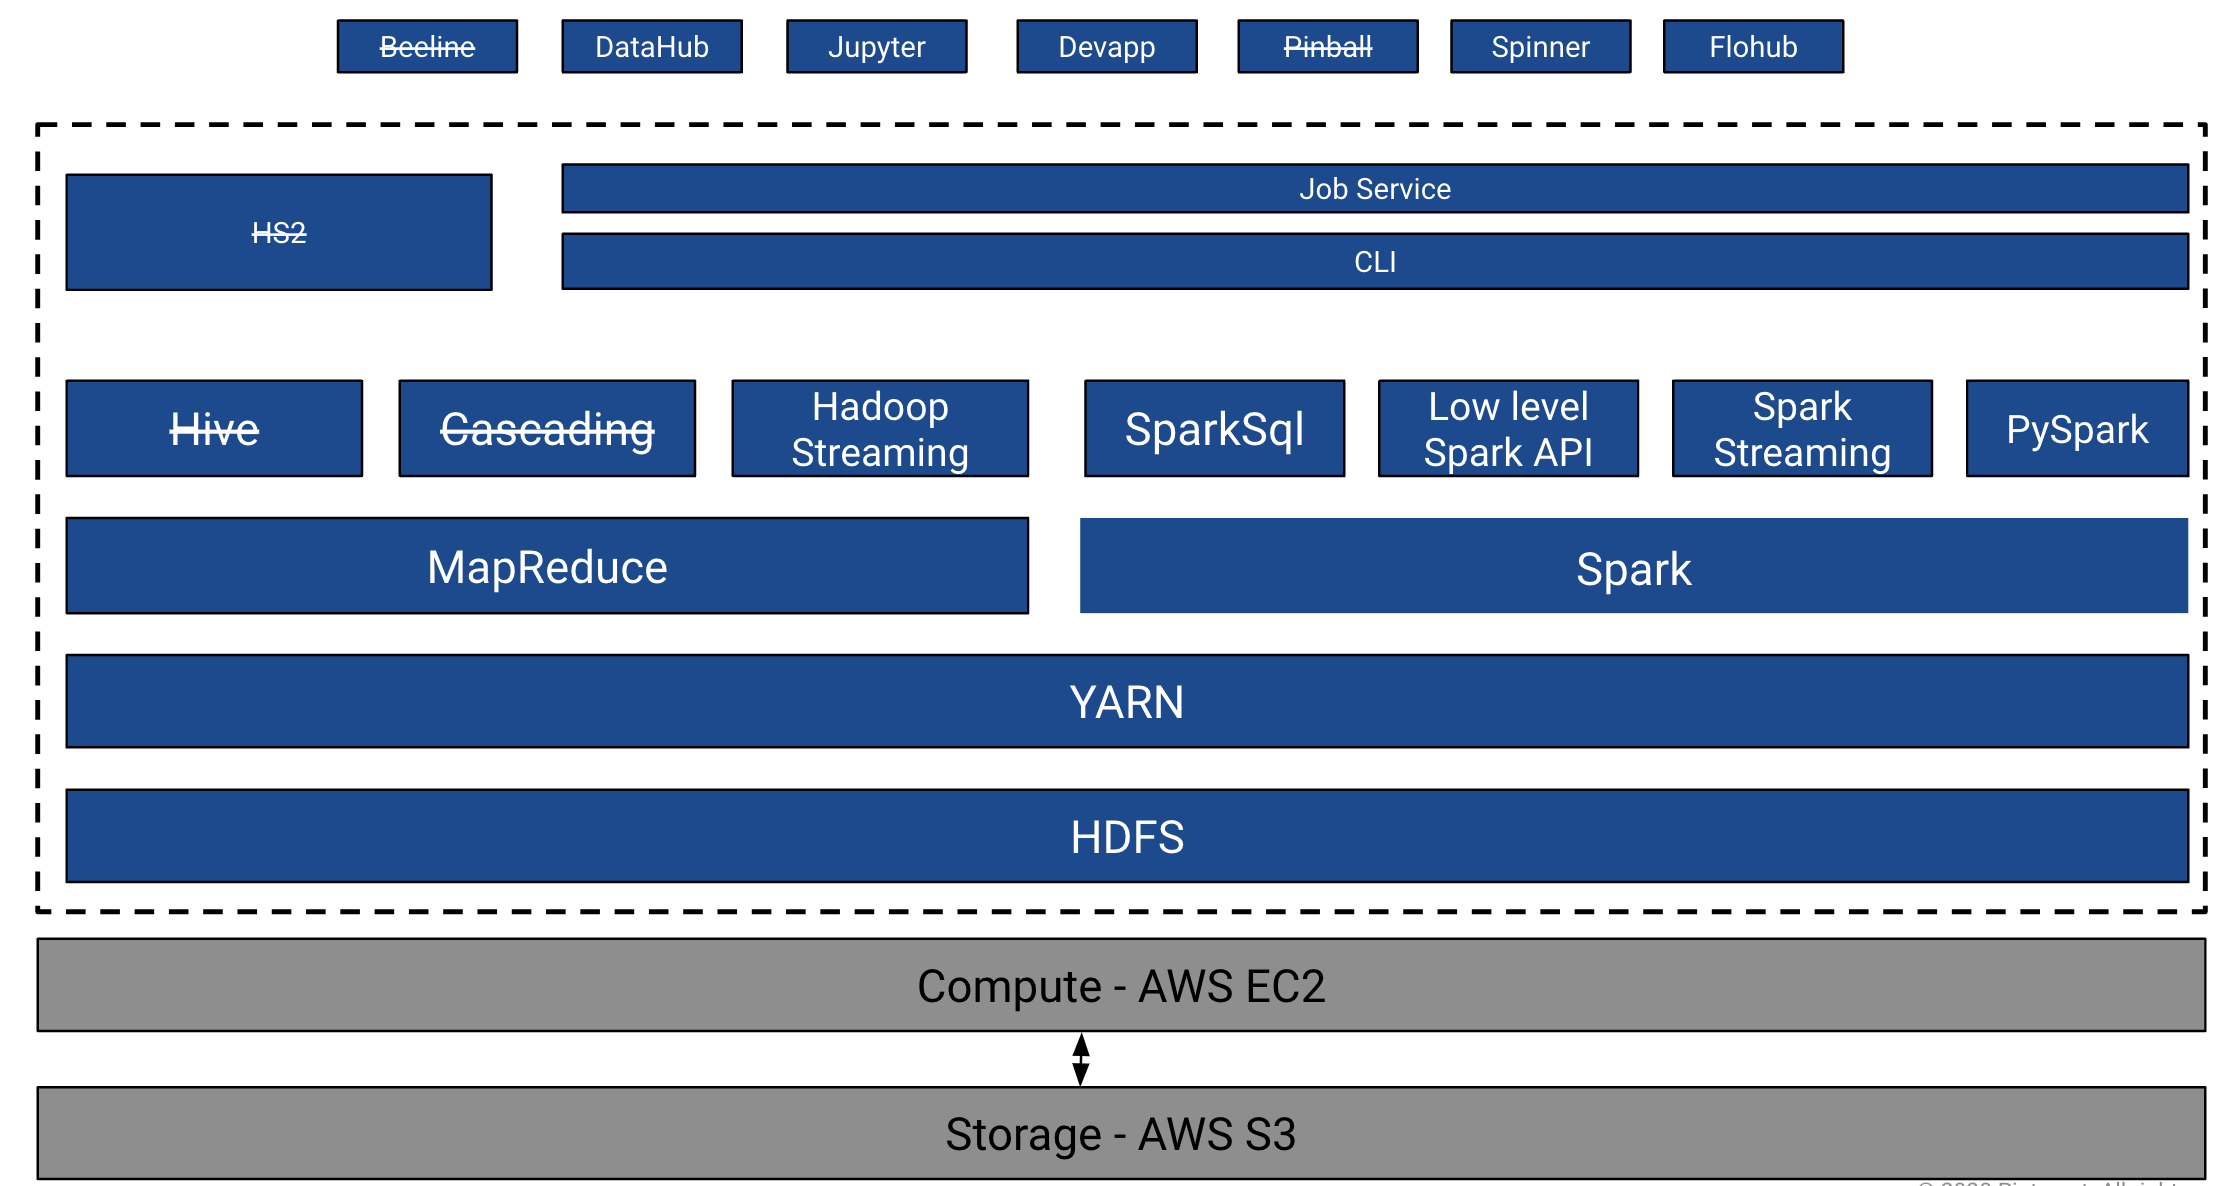 Beeline
DataHub
Jupyter
Devapp
Pinball
Spinner
Flohub
HS2
Job Service
CLI
Hive
Cascading
Hadoop
Streaming
SparkSql
Low level
Spark API
Spark
Streaming
PySpark
MapReduce
Spark
YARN
HDFS
Compute - AWS EC2
Storage - AWS S3